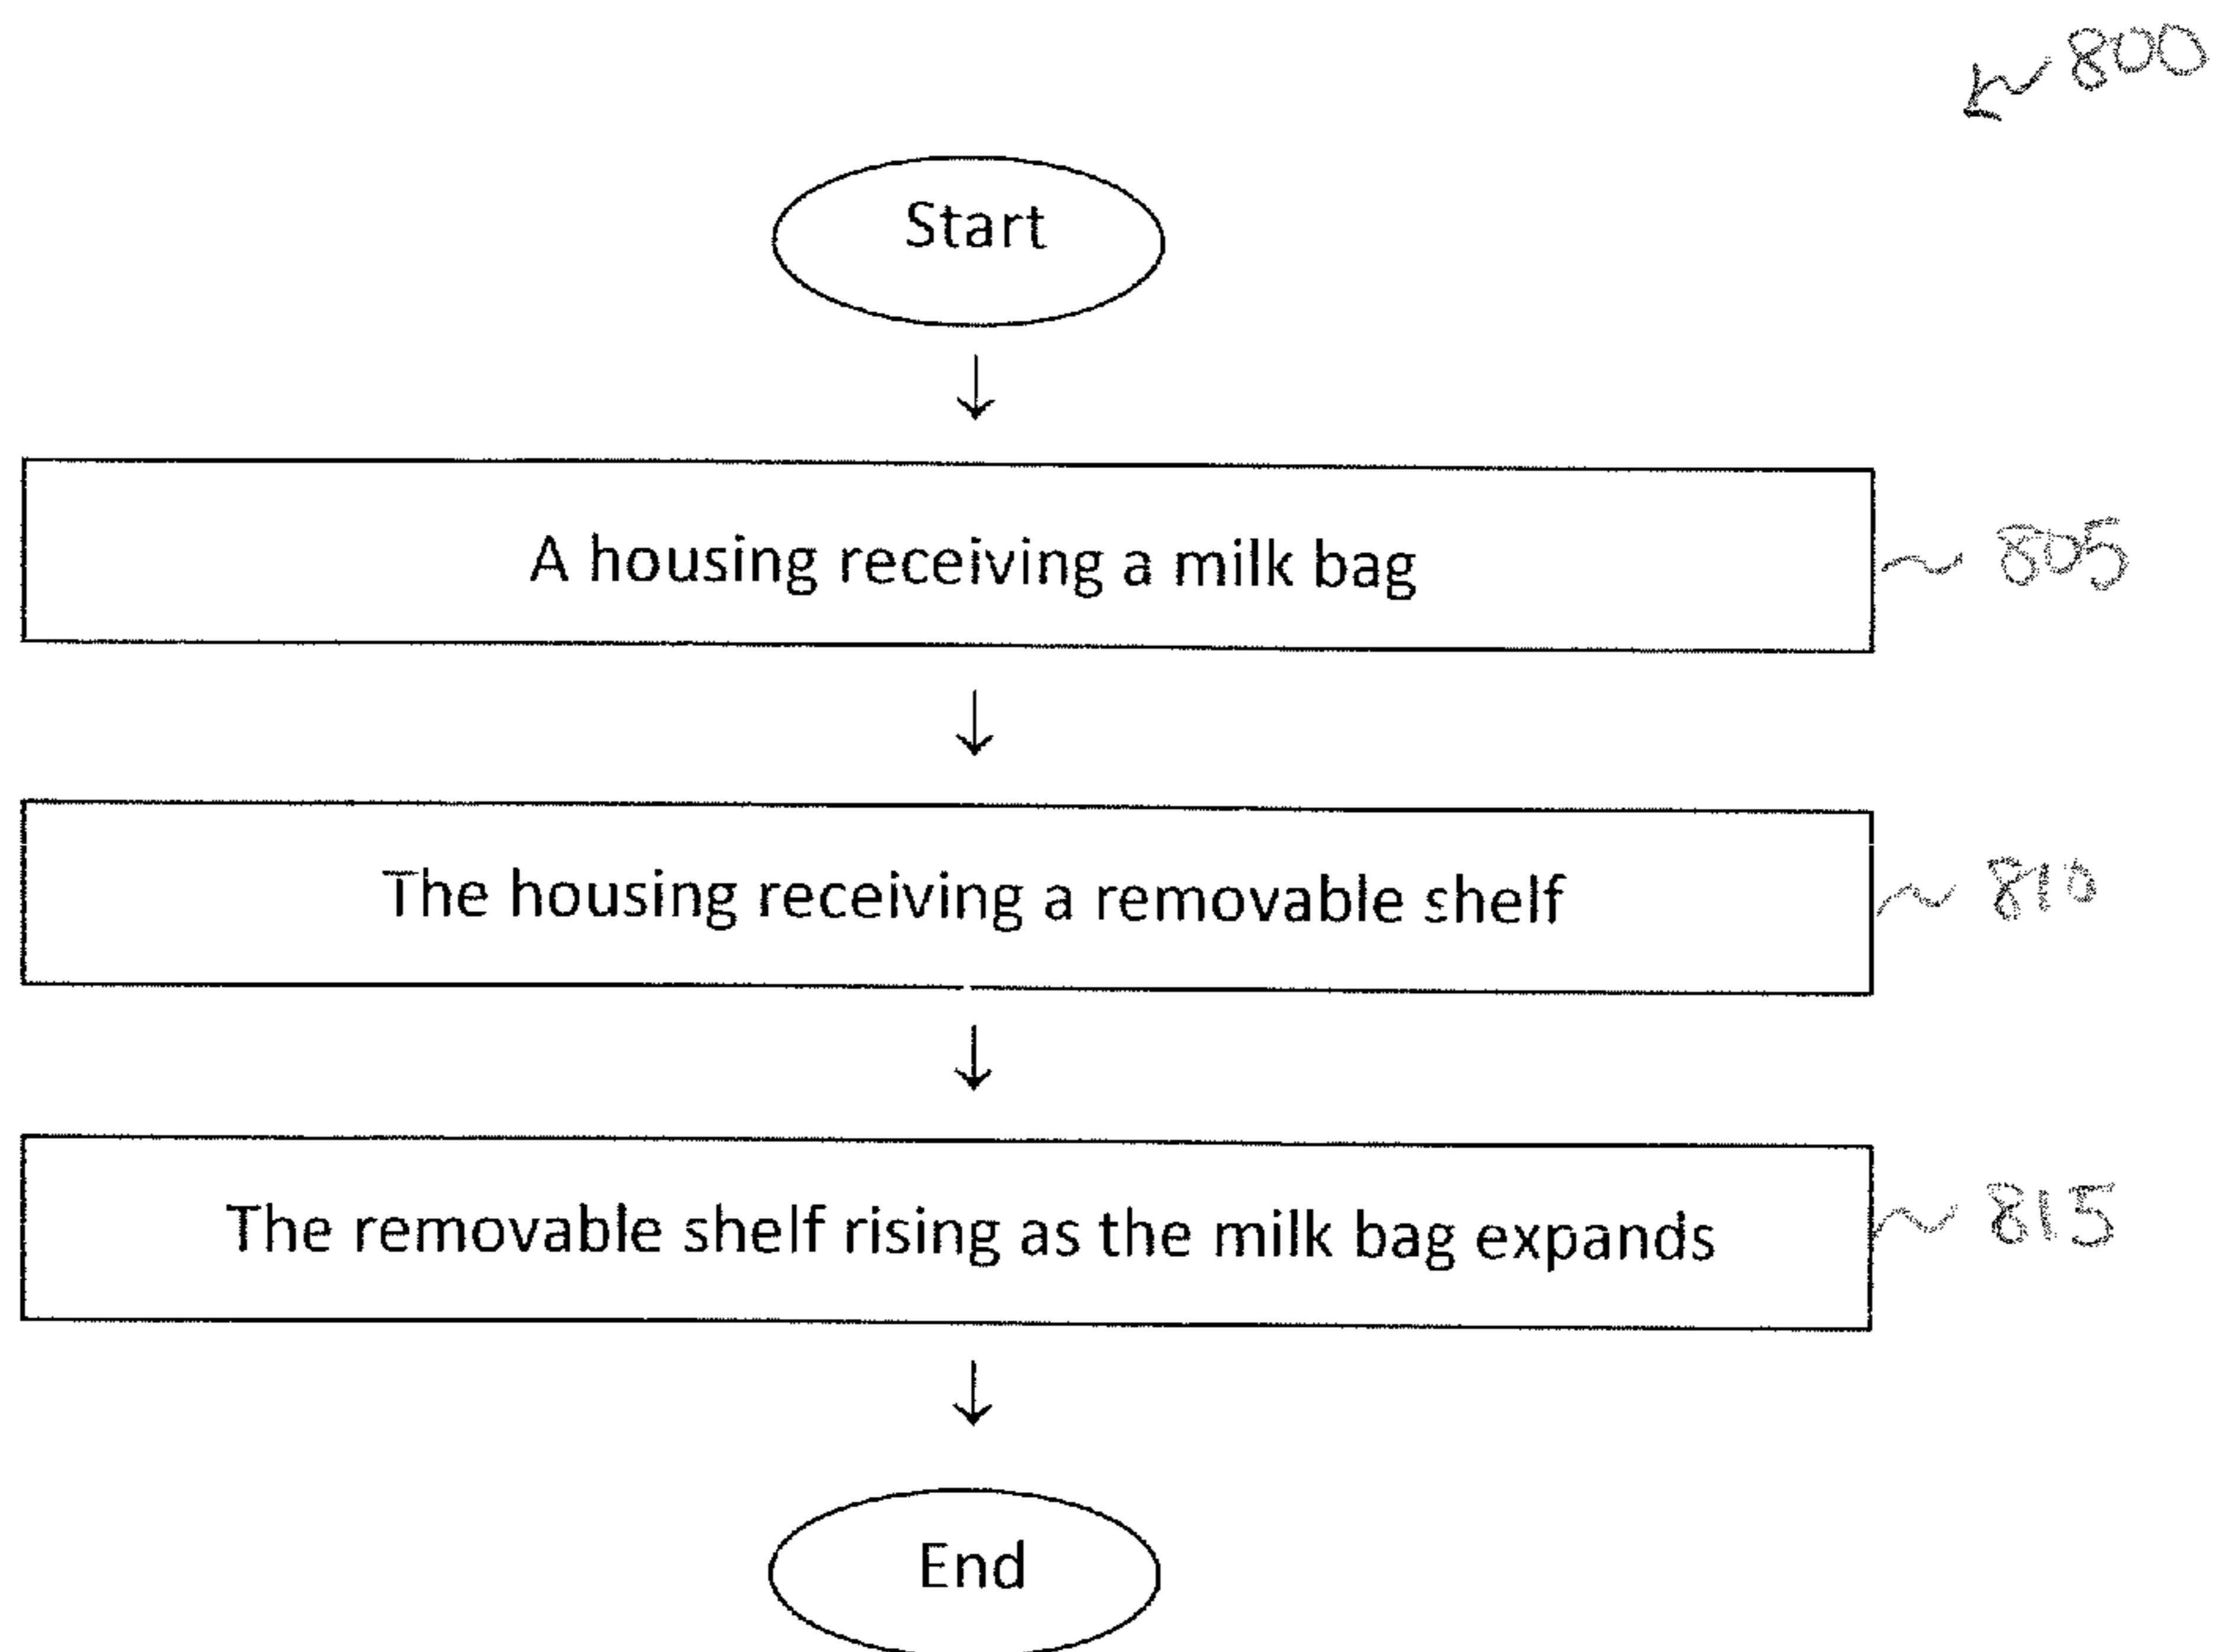 800
Start
A housing receiving a milk bag
805
The housing receiving a removable shelf
810
The removable shelf rising as the milk bag expands
815
End